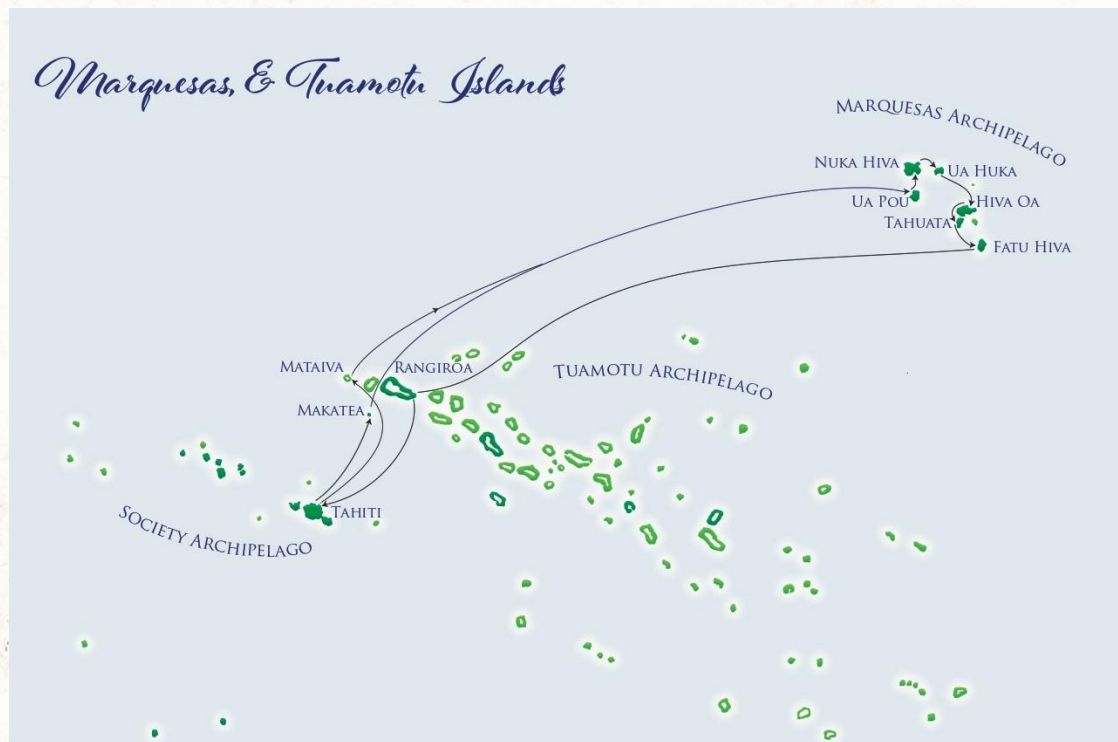 Marquesas, & Tuamotu Islands
MARQUESAS ARCHIPELAGO
NUKA HIVA
UA HUKA
UA POU
HIVA OA
TAHUATA
FATU HIVA
MATAIVA
RANGIROA
TUAMOTU ARCHIPELAGO
MAKATEA
TAHITI
SOCIETY ARCHIPELAGO